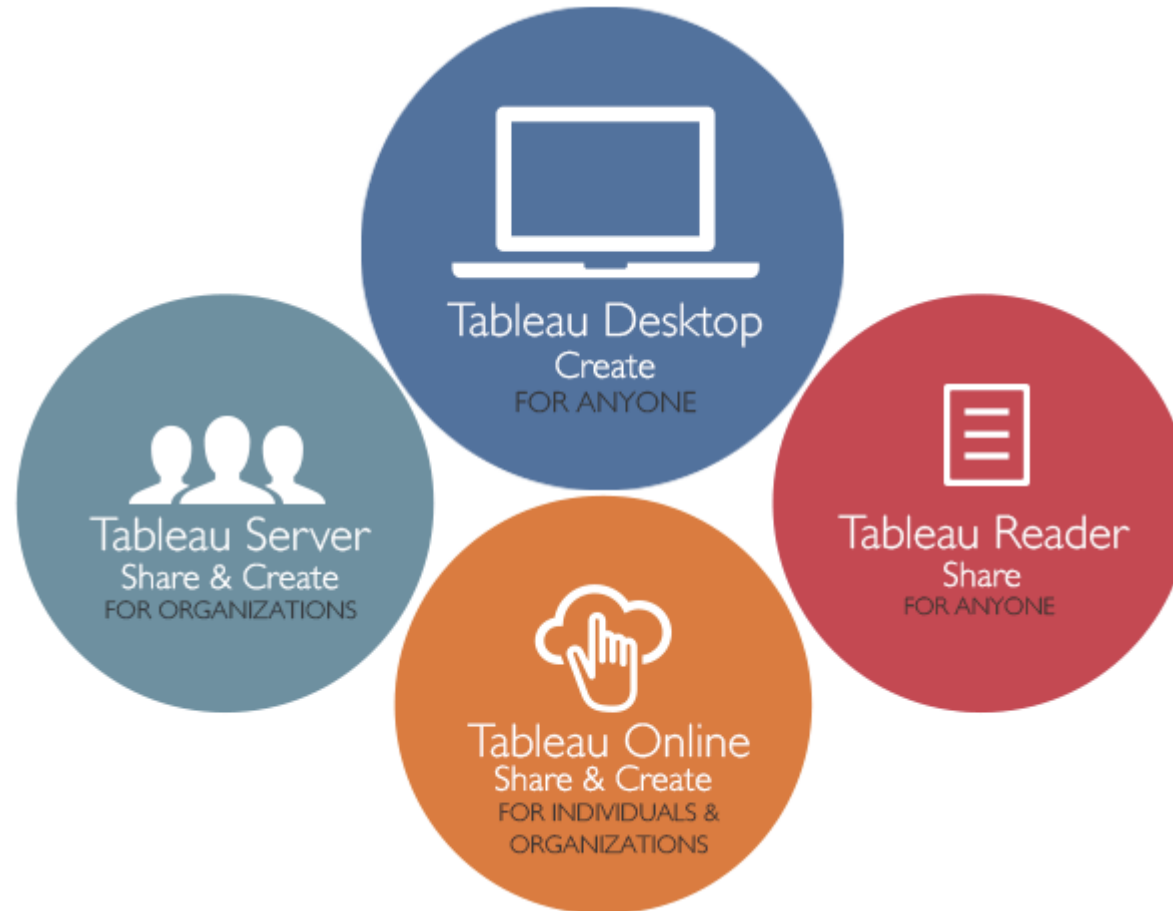 Tableau Desktop
Create
FOR ANYONE
Tableau Server
Share & Create
FOR ORGANIZATIONS
Tableau Reader
Share
FOR ANYONE
Tableau Online
Share & Create
FOR INDIVIDUALS &
ORGANIZATIONS